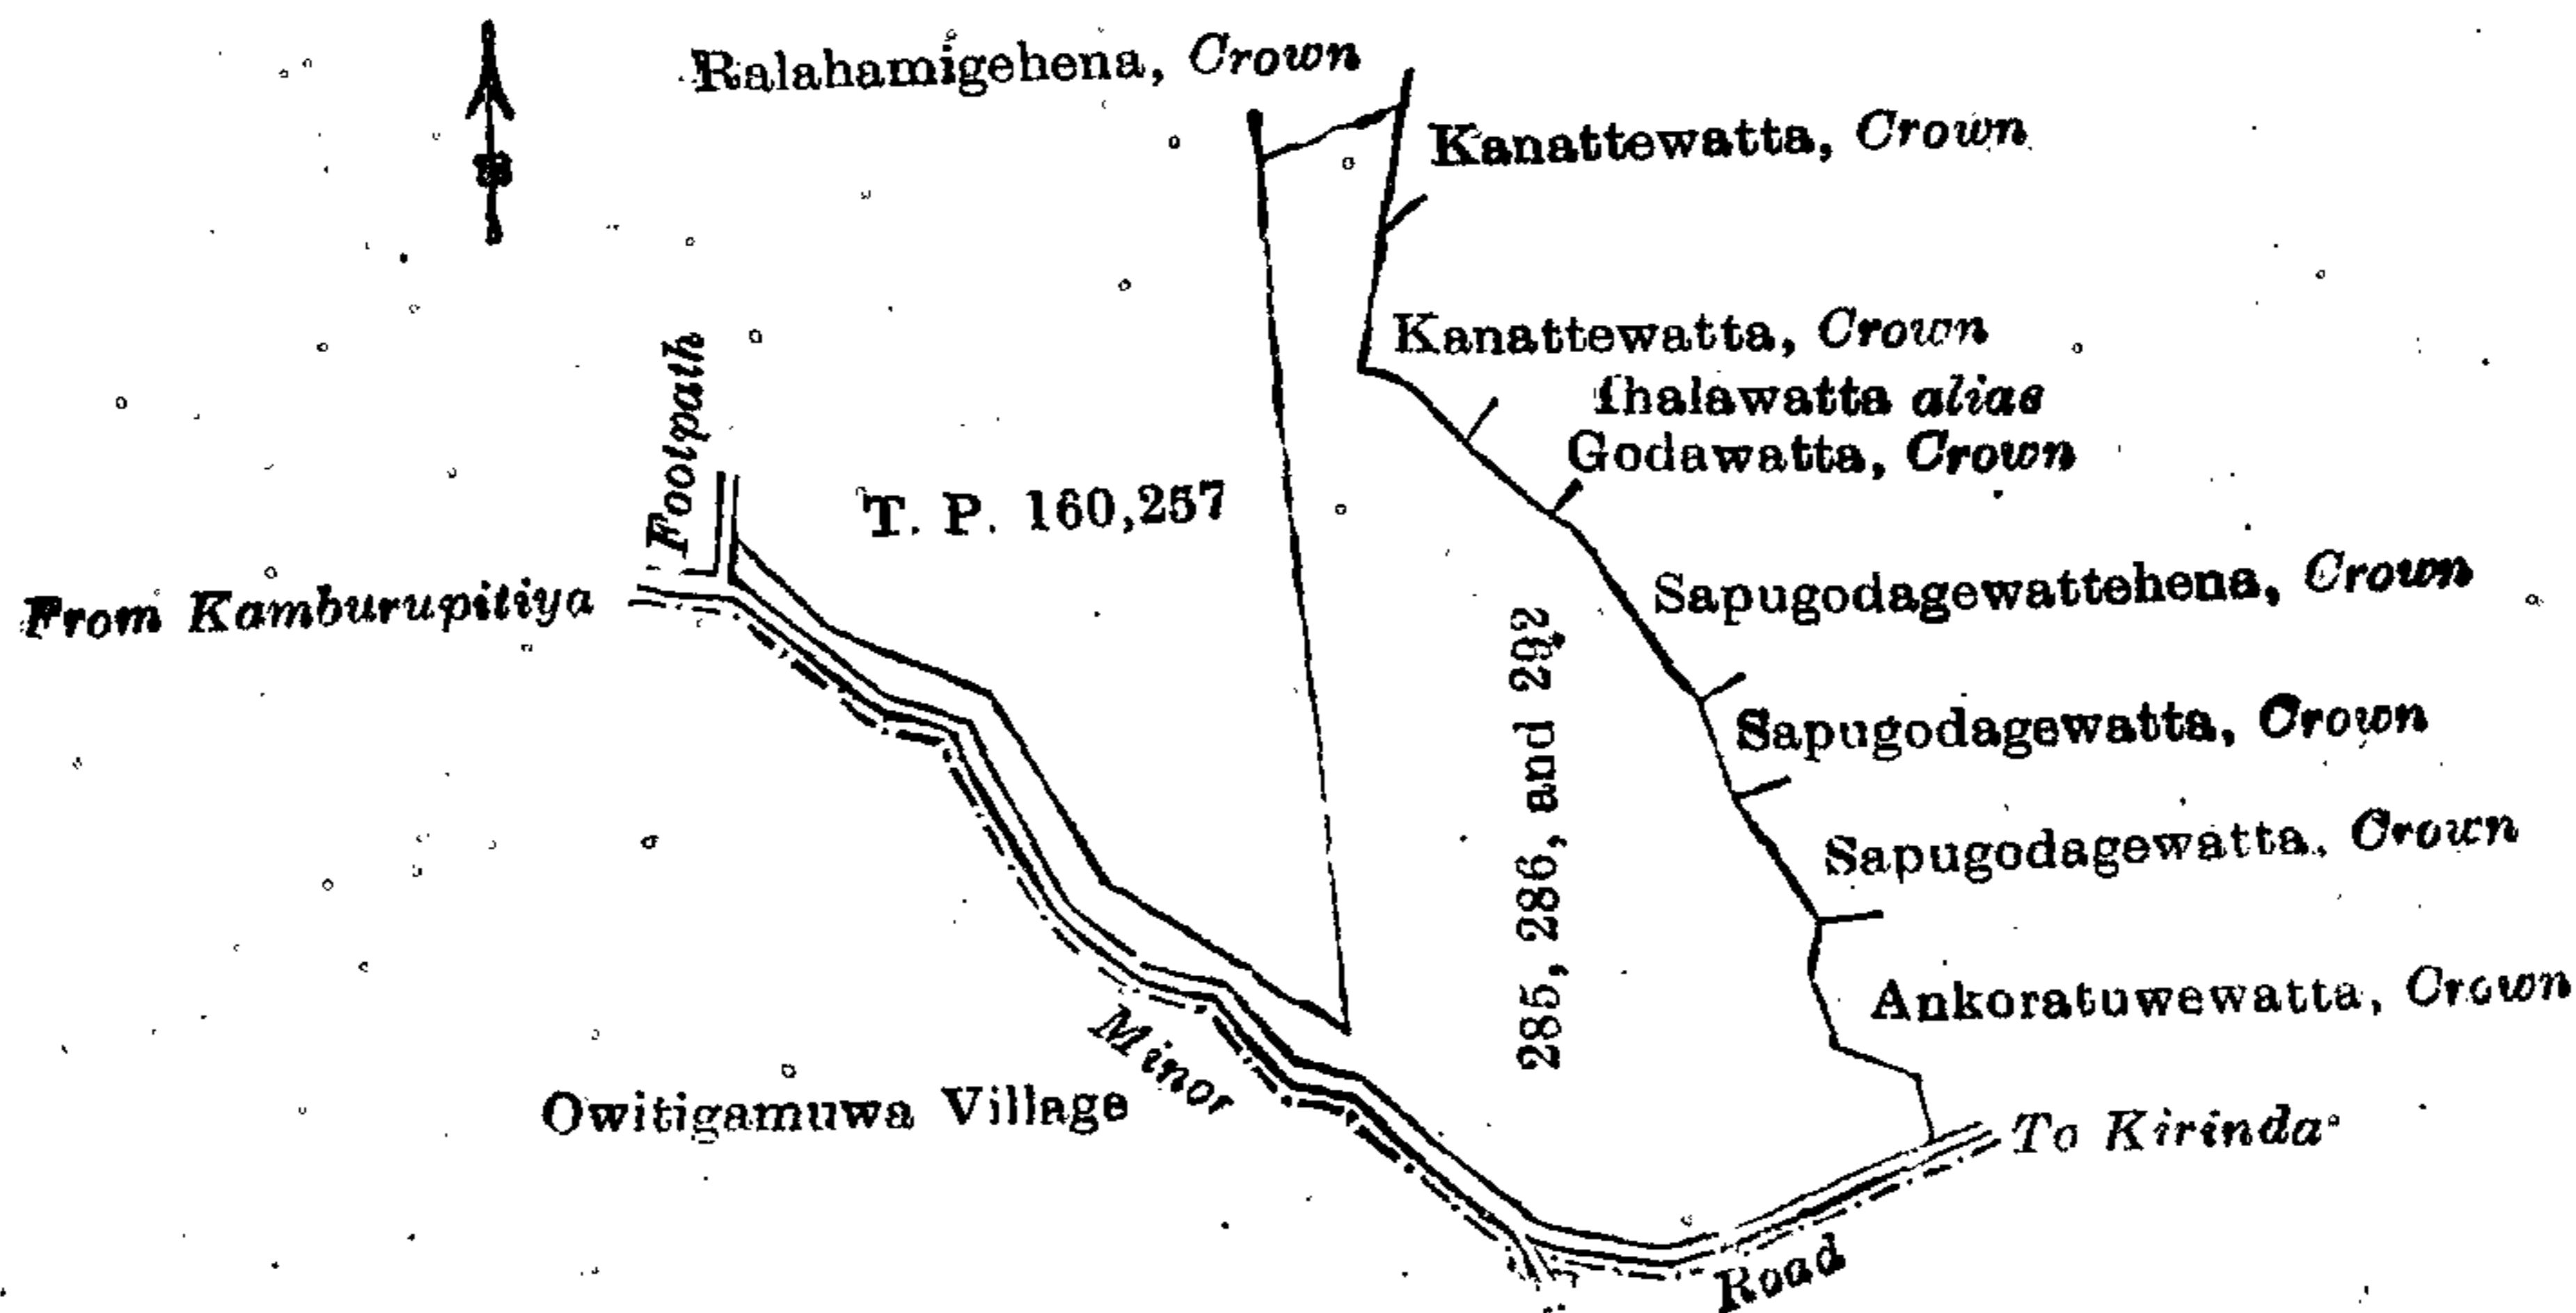 Ralahamigehena, Crown
Kanattewatta, Crown
Kanattewatta, Crown
Ihalawatta alias
Godawatta, Crown
Footpath
T. P. 160,257
From Kamburupitiya
Sapugodagewattehena, Crown
285, 286, and 292
Sapugodagewatta, Crown
Sapugodagewatta, Crown
Ankoratuwewatta, Crown
Minor
Owitigamuwa Village
To Kirinda
Road